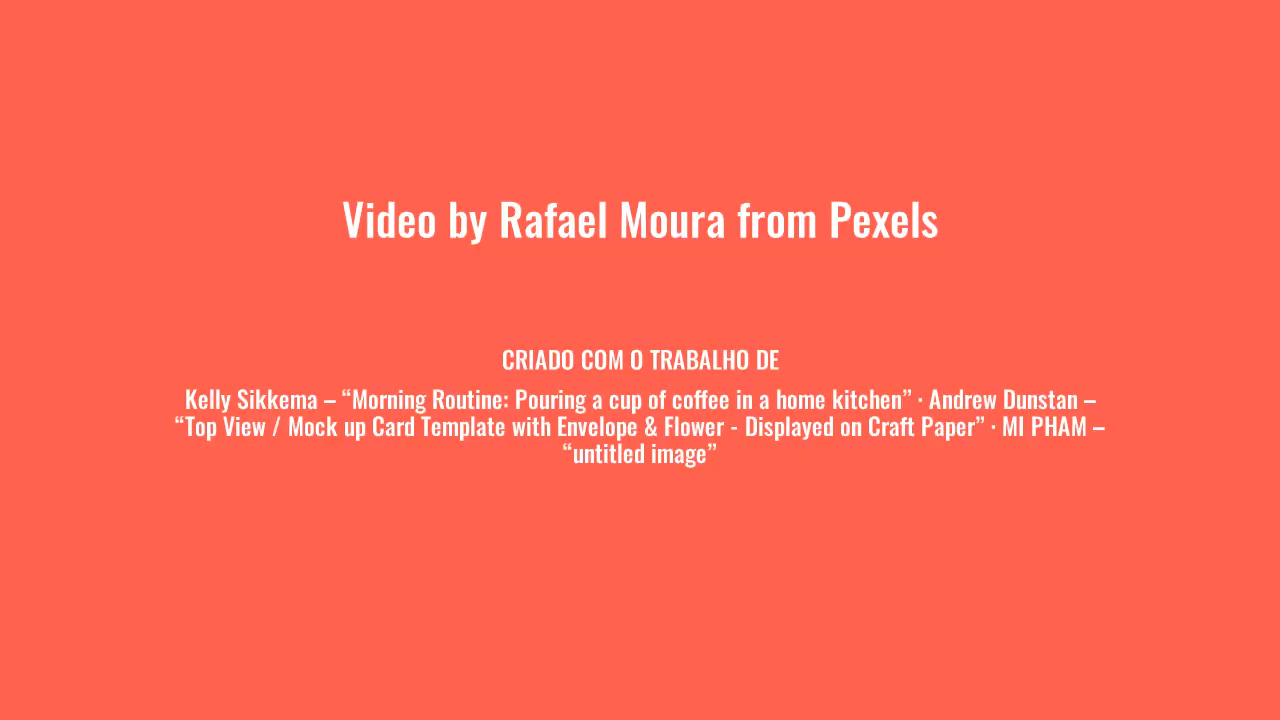 Video by Rafael Moura from Pexels
CRIADO COM O TRABALHO DE
Kelly Sikkema – “Morning Routine: Pouring a cup of coffee in a home kitchen” · Andrew Dunstan –
“Top View / Mock up Card Template with Envelope & Flower - Displayed on Craft Paper” · MI PHAM –
“untitled image”